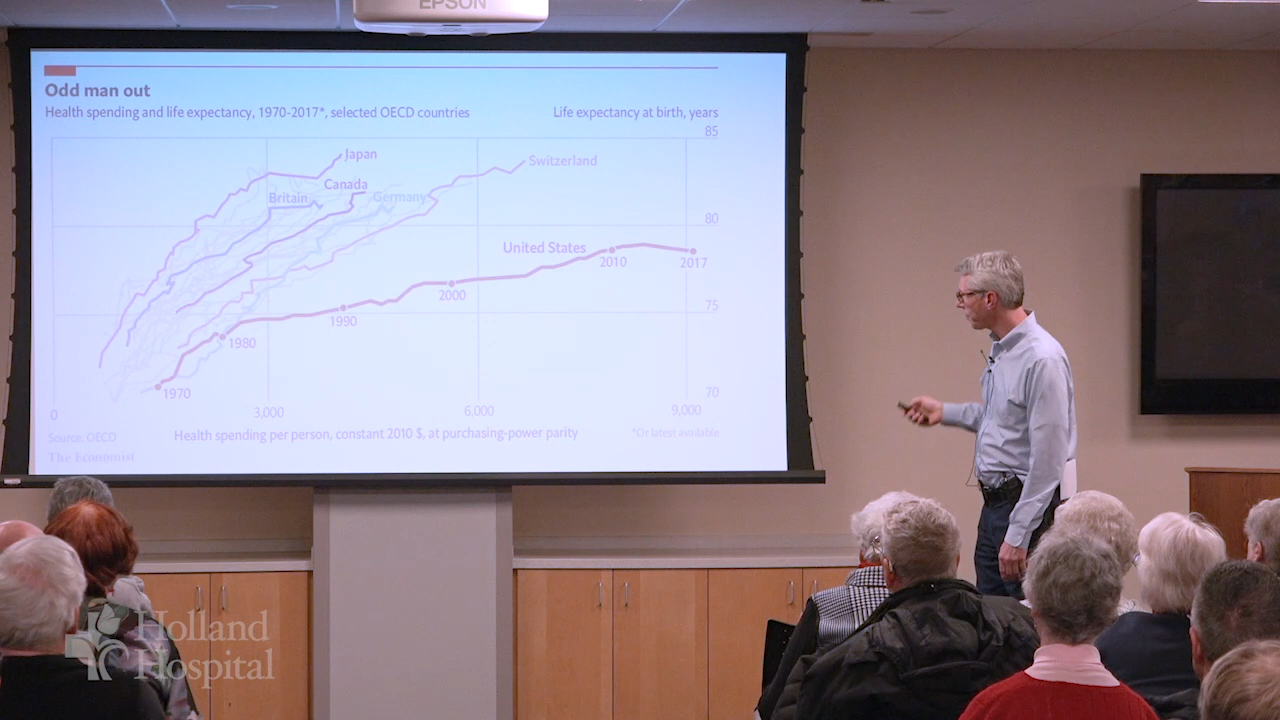 EPSON
Odd man out
Health spending and life expectancy, 1970-2017*, selected OECD countries
Life expectancy at birth, years
85
Japan
Switzerland
Canada
Britain
Germany
80
United States
2010
2017
2000
75
1990
1980
1970
70
0
3,000
6,000
9,000
Source: OECD
Health spending per person, constant 2010 $, at purchasing-power parity
*Or latest available
The Economist
Holland
Hospital